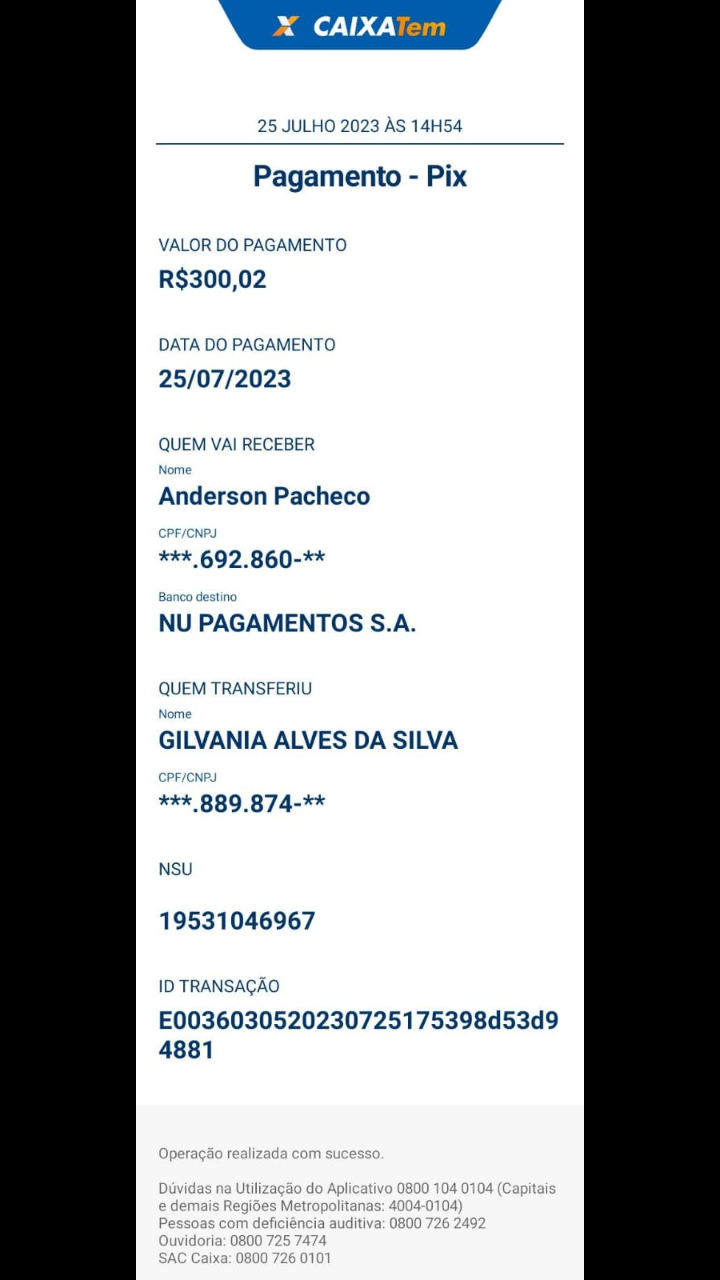 CAIXATem
25 JULHO 2023 ÀS 14H54
Pagamento - Pix
VALOR DO PAGAMENTO
R$300,02
DATA DO PAGAMENTO
25/07/2023
QUEM VAI RECEBER
Nome
Anderson Pacheco
CPF/CNPJ
***.692.860-**
Banco destino
NU PAGAMENTOS S.A.
QUEM TRANSFERIU
Nome
GILVANIA ALVES DA SILVA
CPF/CNPJ
***.889.874-**
NSU
19531046967
ID TRANSAÇÃO
E0036030520230725175398d53d9
4881
Operação realizada com sucesso.
Dúvidas na Utilização do Aplicativo 0800 104 0104 (Capitais
e demais Regiões Metropolitanas: 4004-0104)
Pessoas com deficiência auditiva: 0800 726 2492
Ouvidoria: 0800 725 7474
SAC Caixa: 0800 726 0101